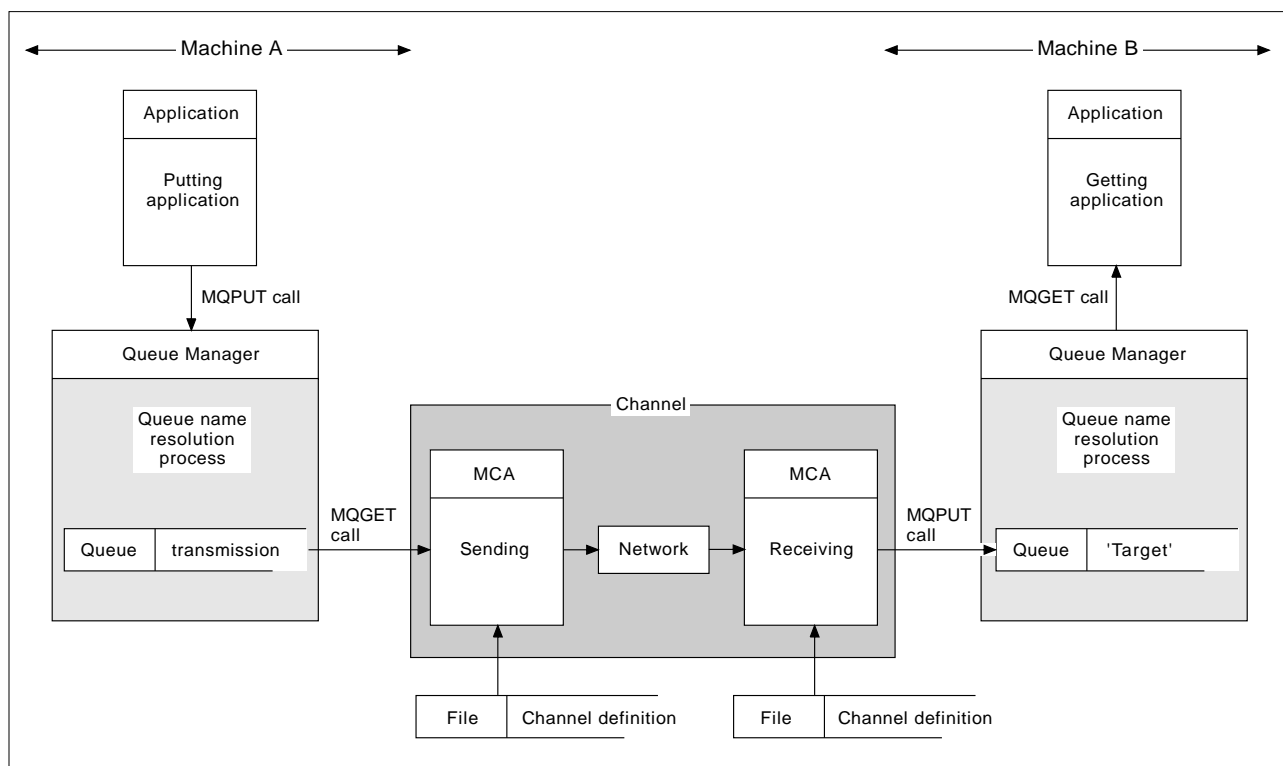 Machine A
Machine B
Application
Putting
application
Application
Getting
application
MQPUT call
MQGET call
Queue Manager
Queue name
resolution
process
Queue
transmission
MQGET
call
Channel
MCA
Sending
Network
MCA
Receiving
MQPUT
call
Queue Manager
Queue name
resolution
process
Queue
'Target'
File
Channel definition
File
Channel definition